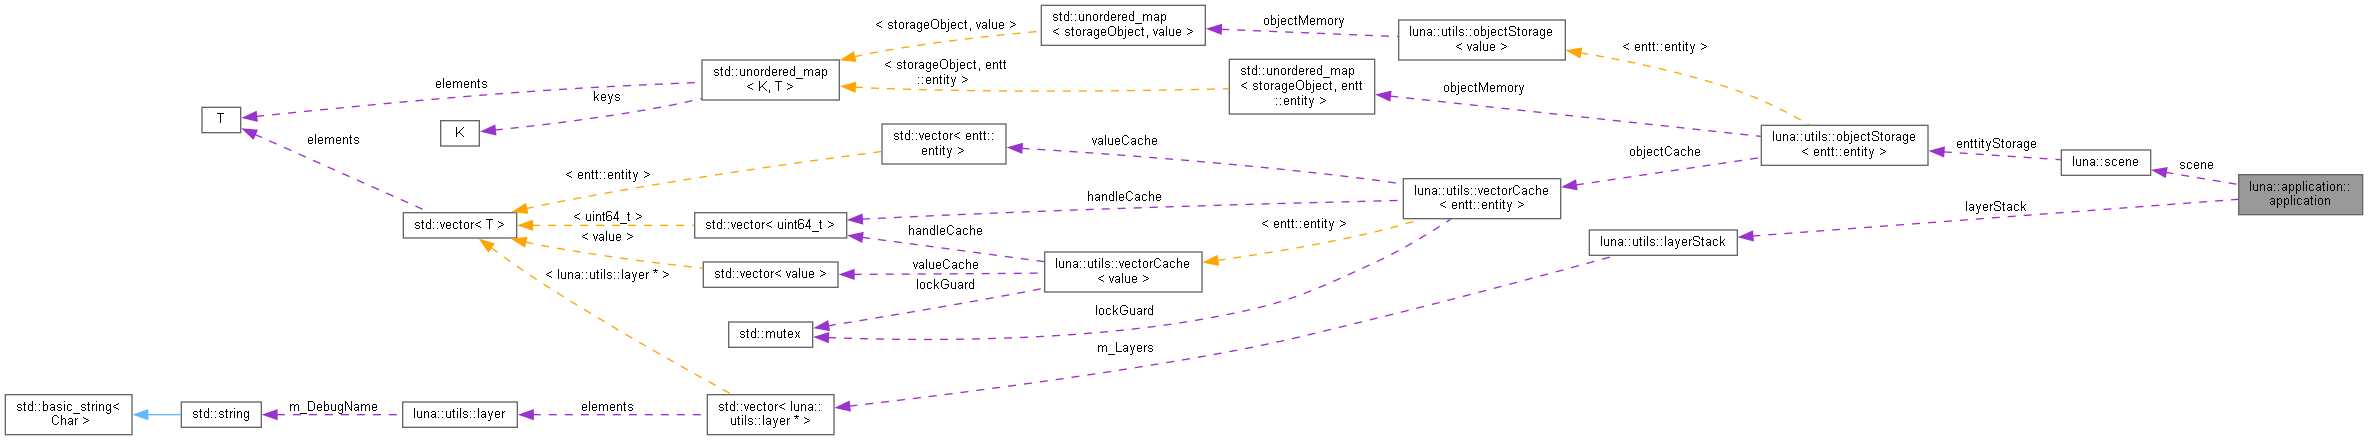 std::unordered_map
< storageObject, value >
< storageObject, value >
objectMemory
luna::utils::objectStorage
< value >
< entt::entity >
std::unordered_map
< K, T >
< storageObject, entt
::entity >
std::unordered_map
< storageObject, entt
::entity >
elements
keys
objectMemory
T
K
elements
std::vector< entt::
entity >
valueCache
luna::utils::objectStorage
< entt::entity >
objectCache
enttityStorage
luna::scene
scene
luna::application::
application
< entt::entity >
luna::utils::vectorCache
< entt::entity >
handleCache
layerStack
std::vector< T >
< uint64_t >
std::vector< uint64_t >
handleCache
< entt::entity >
luna::utils::layerStack
< value >
std::vector< value >
valueCache
lockGuard
luna::utils::vectorCache
< value >
< luna::utils::layer * >
std::mutex
lockGuard
m_Layers
std::basic_string<
Char >
std::string
m_DebugName
luna::utils::layer
elements
std::vector< luna::
utils::layer * >